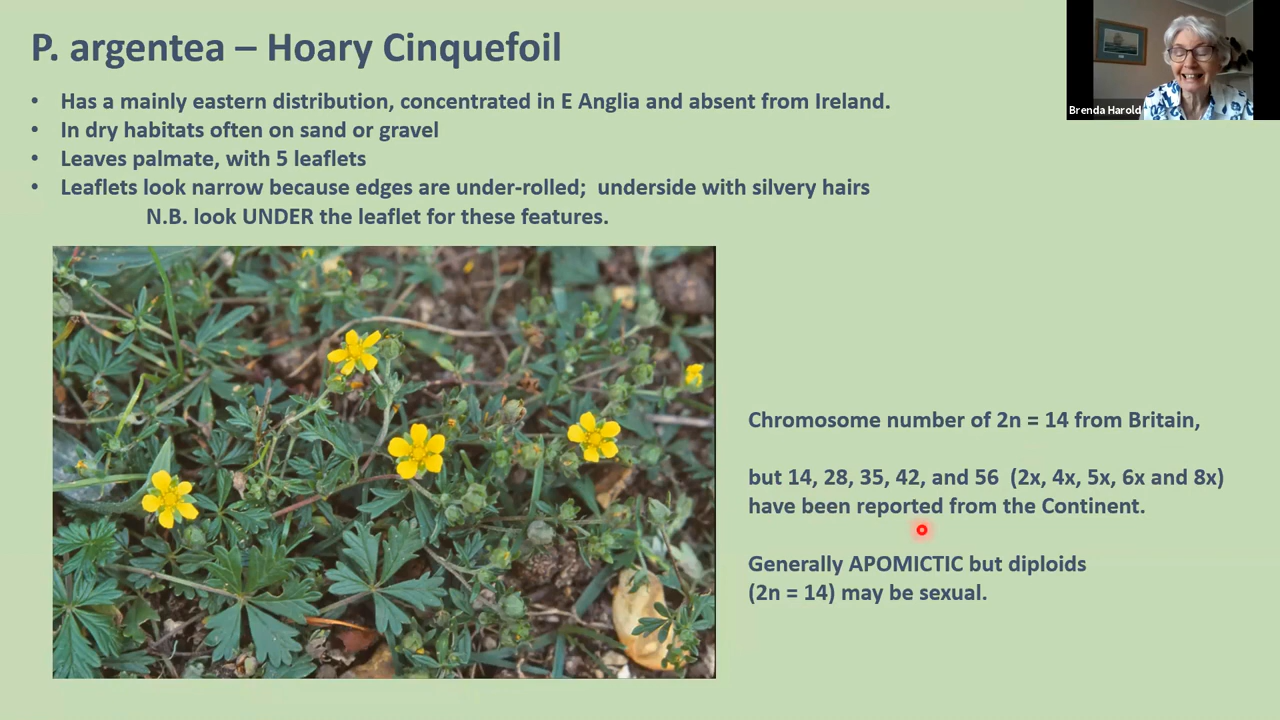 P. argentea – Hoary Cinquefoil
Brenda Harold
• Has a mainly eastern distribution, concentrated in E Anglia and absent from Ireland.
• In dry habitats often on sand or gravel
• Leaves palmate, with 5 leaflets
• Leaflets look narrow because edges are under-rolled; underside with silvery hairs
N.B. look UNDER the leaflet for these features.
Chromosome number of 2n = 14 from Britain,
but 14, 28, 35, 42, and 56 (2x, 4x, 5x, 6x and 8x)
have been reported from the Continent.
Generally APOMICTIC but diploids
(2n = 14) may be sexual.